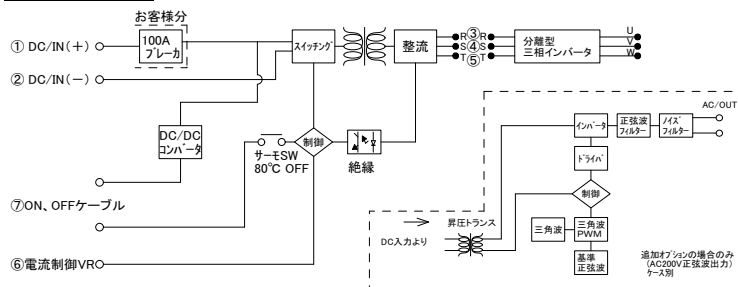 お客様分
① DC/IN(+)
100A
ブレーカ
② DC/IN(-)
スイッチング
整流
R③R
S④S
T⑤T
分離型
三相インバータ
U
V
W
DC/DC
コンバータ
サーモSW
80℃ OFF
制御
絶縁
⑦ON、OFFケーブル
⑥電流制御VR
AC/OUT
インバータ
正弦波
フィルター
ノイズ
フィルター
ドライバ
制御
昇圧トランス
DC入力より
三角波
三角波
PWM
基準
正弦波
追加オプションの場合のみ
(AC200V正弦波出力)
ケース別